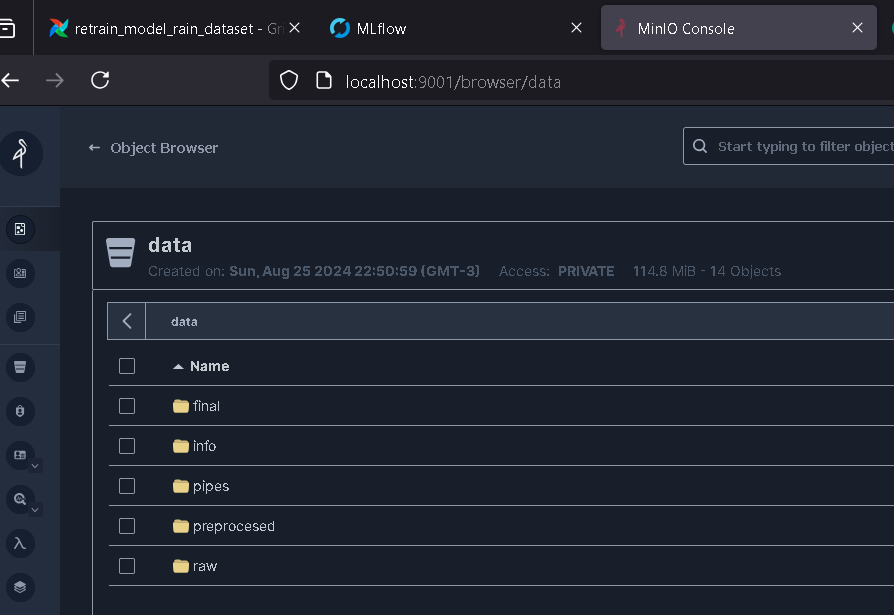 retrain_model_rain_dataset - Gri
MLflow
MinIO Console
localhost:9001/browser/data
Object Browser
Start typing to filter object
data
Created on: Sun, Aug 25 2024 22:50:59 (GMT-3) Access: PRIVATE 114.8 MiB - 14 Objects
data
Name
final
info
pipes
preprocesed
raw